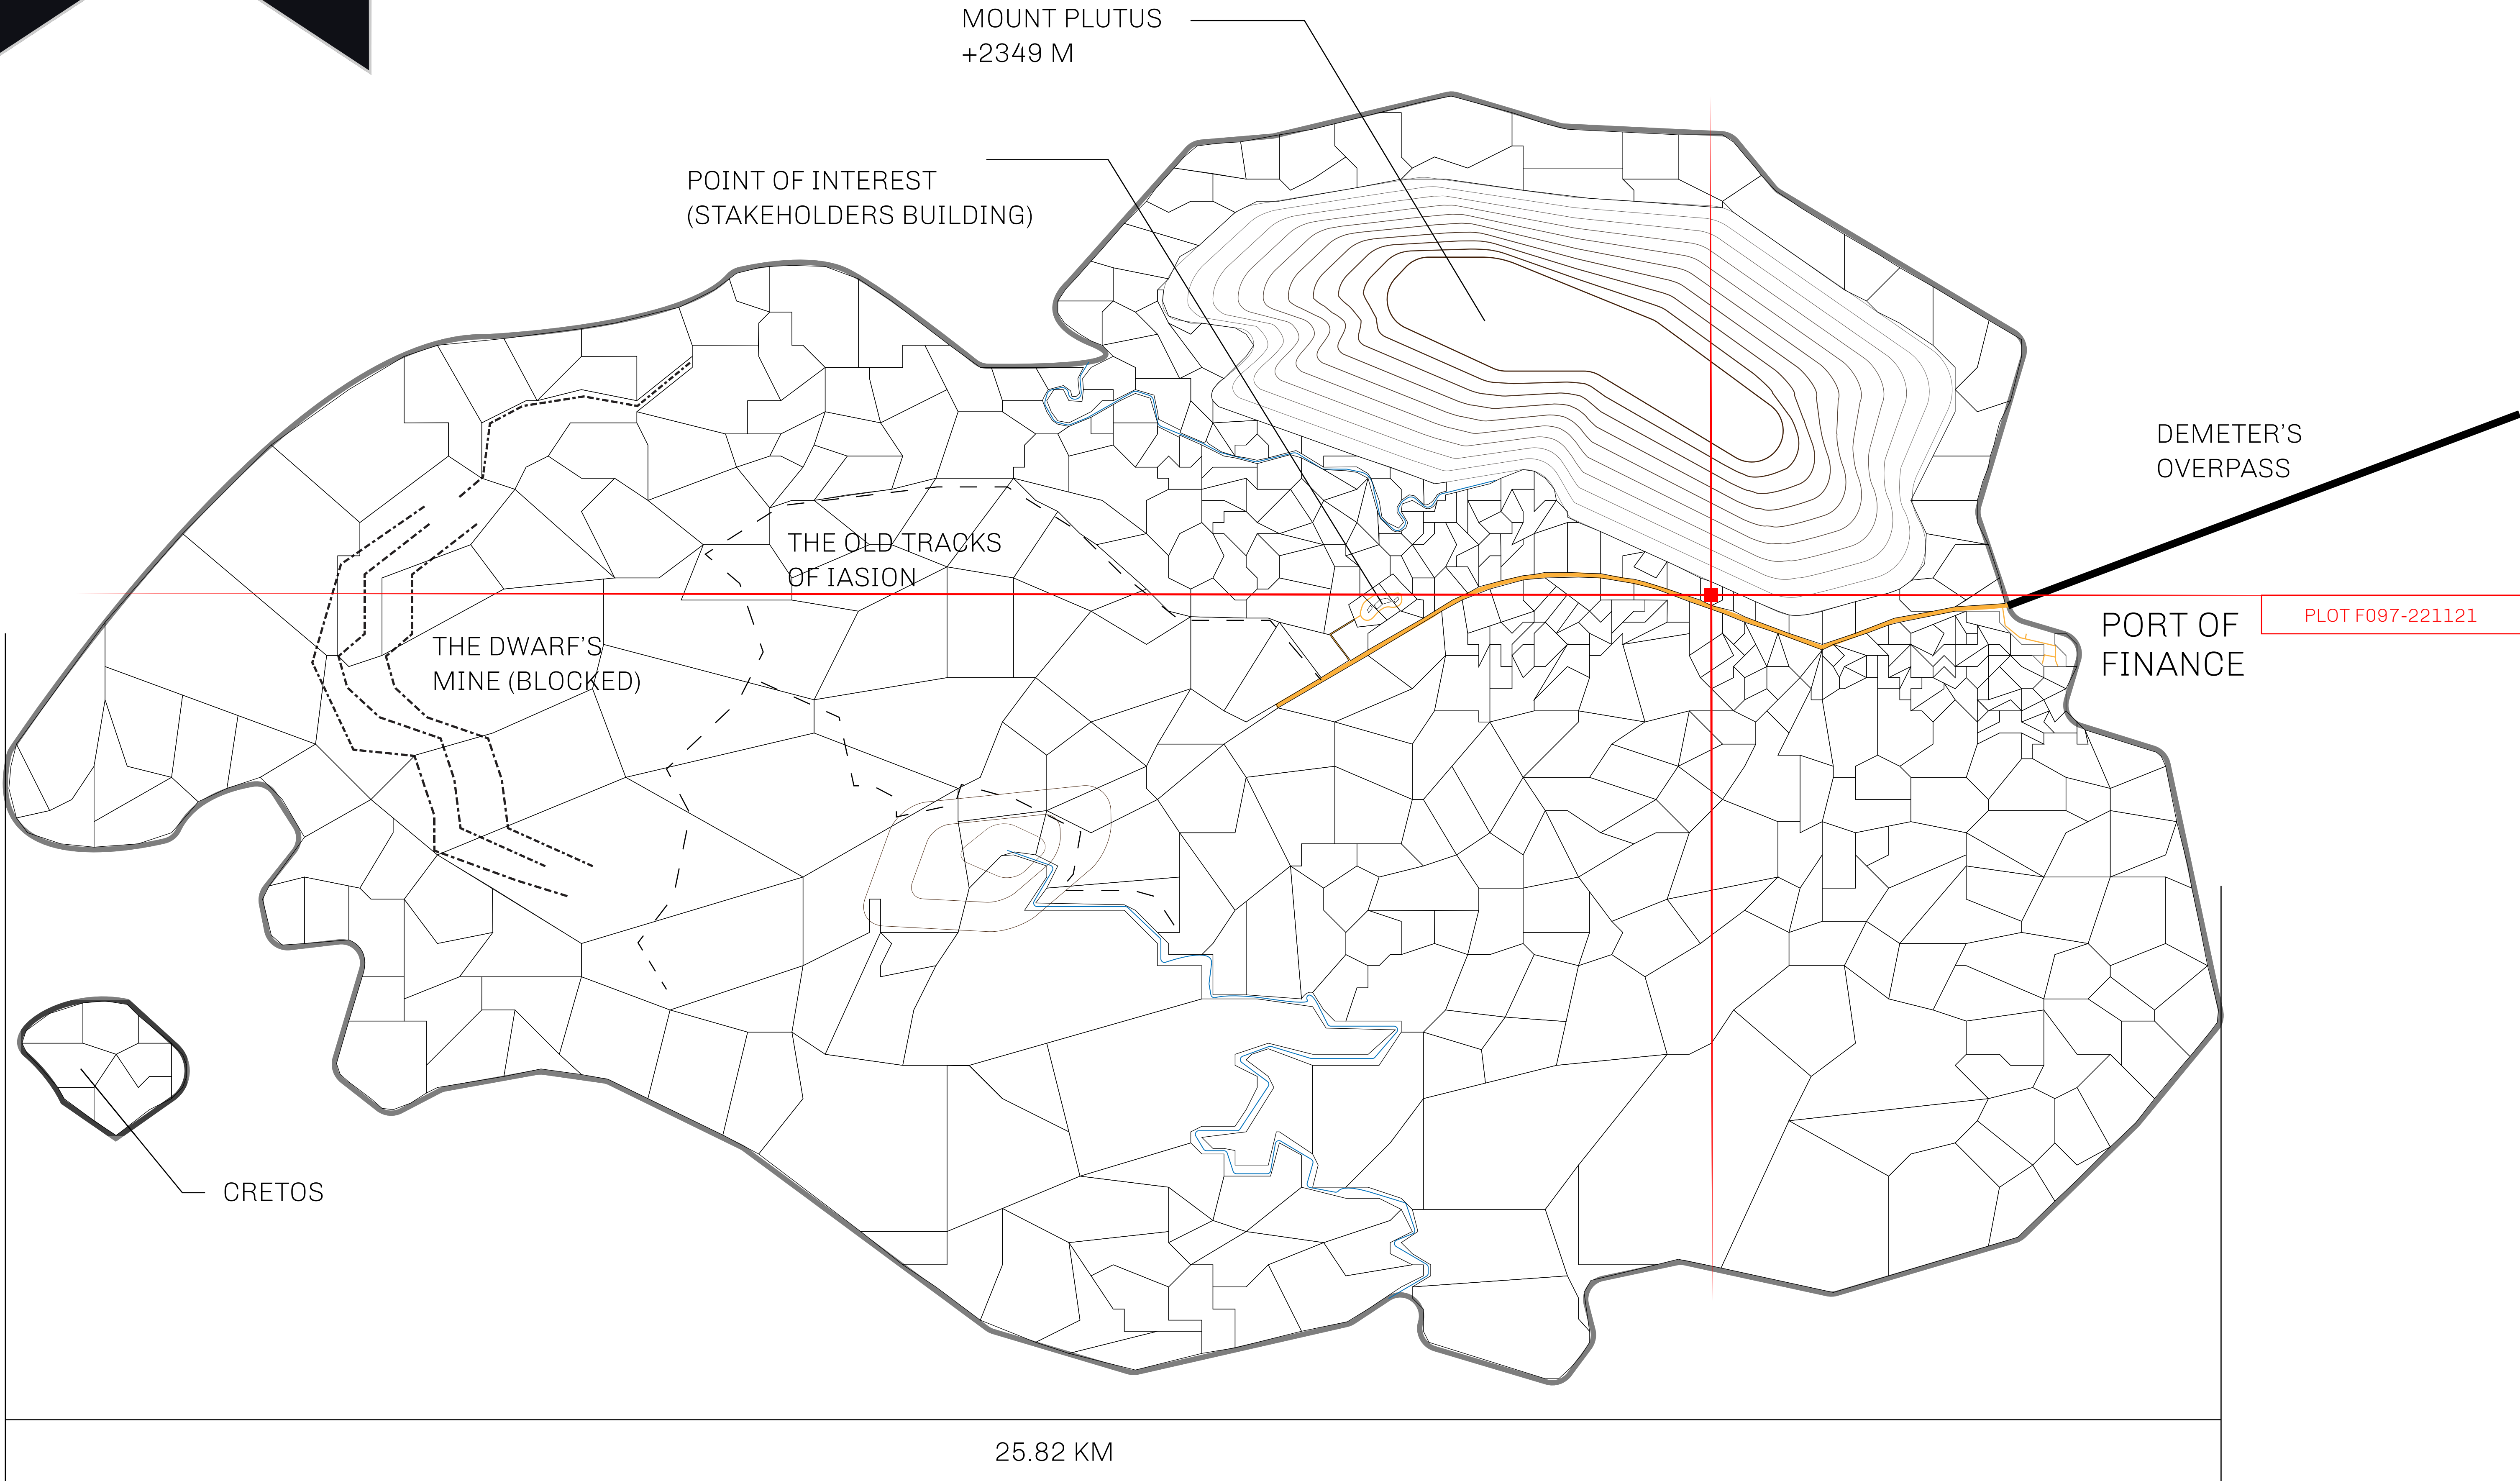 MOUNT PLUTUS
+2349 M
POINT OF INTEREST
(STAKEHOLDERS BUILDING)
DEMETER'S
OVERPASS
THE OLD TRACKS
OF IASION
PORT OF
FINANCE
PLOT F097-221121
THE DWARF'S
MINE (BLOCKED)
CRETOS
25.82 KM